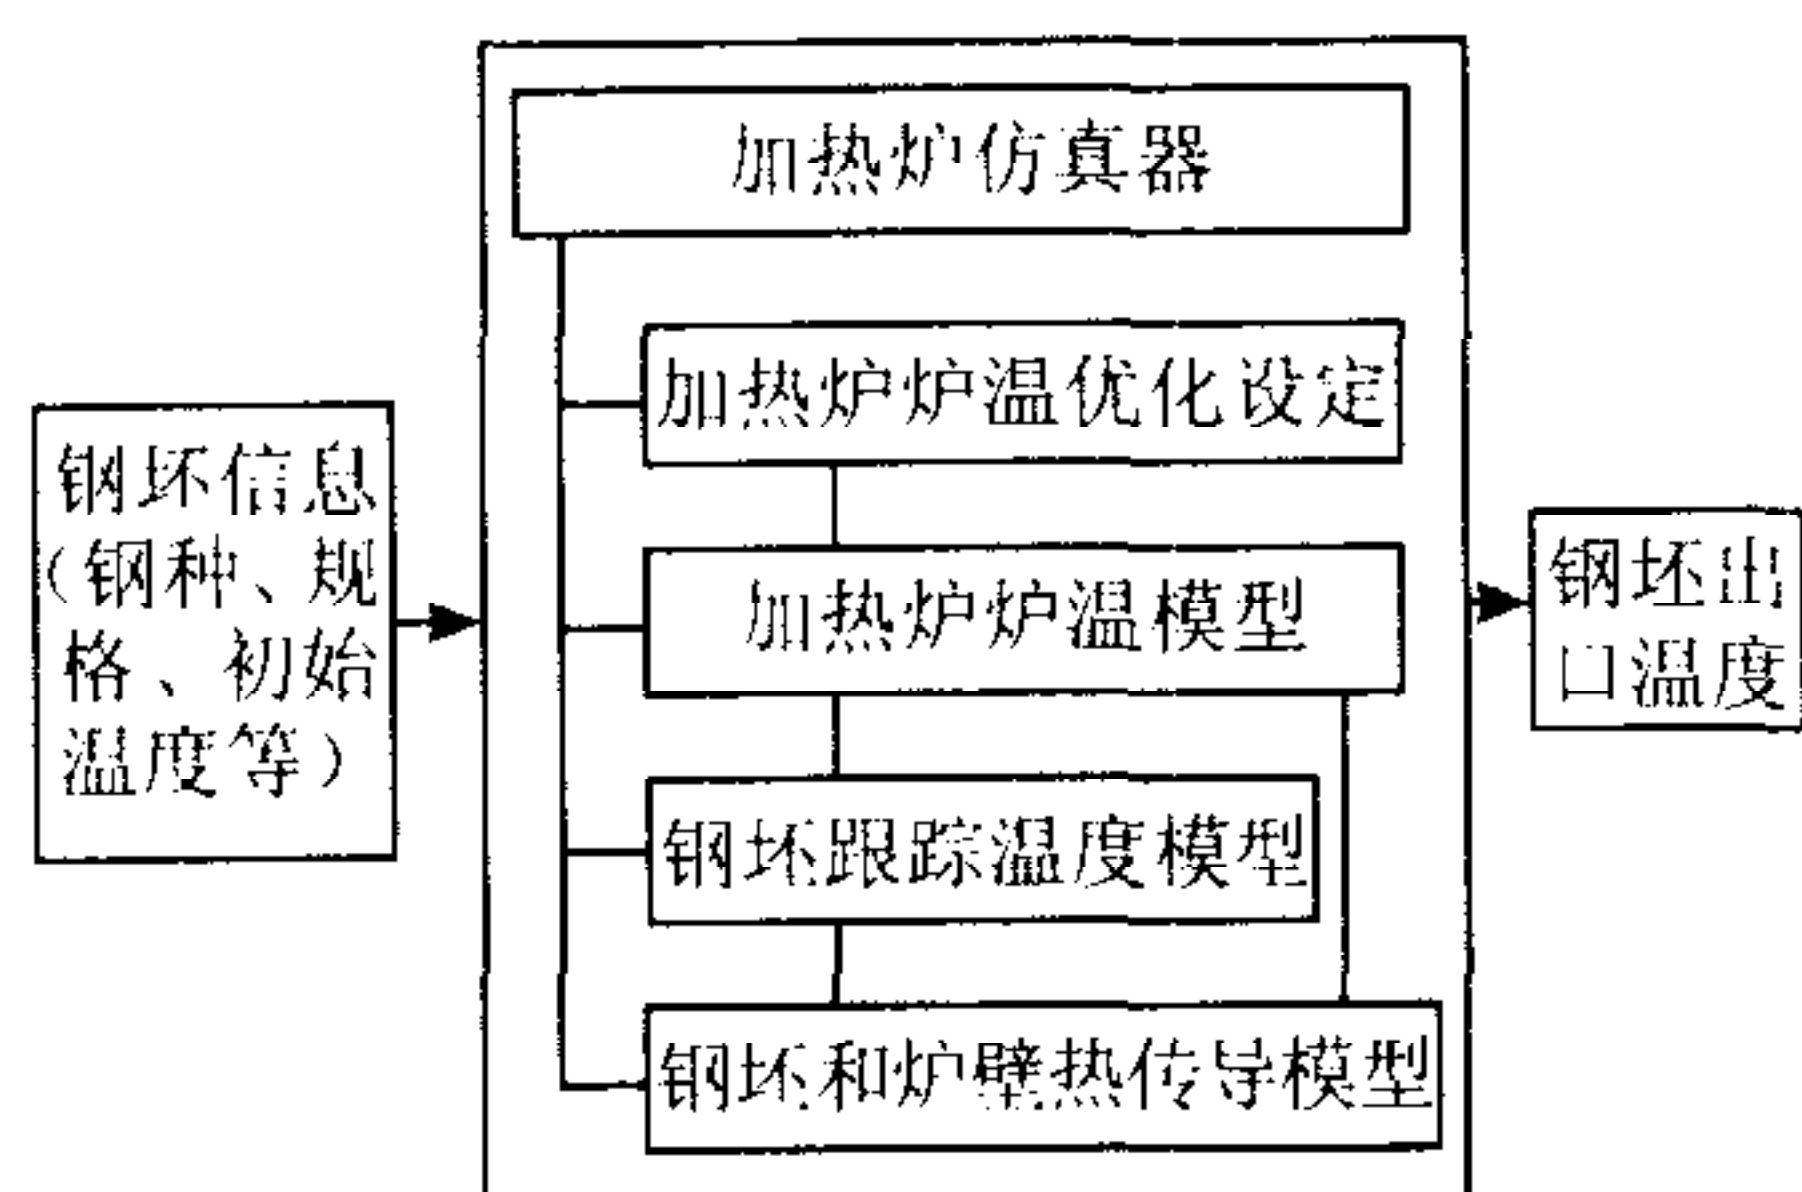 加热炉仿真器
加热炉炉温优化设定
钢坯信息
(钢种、规
格、初始
温度等)
加热炉炉温模型
钢坯出
口温度
钢坯跟踪温度模型
钢坯和炉壁热传导模型